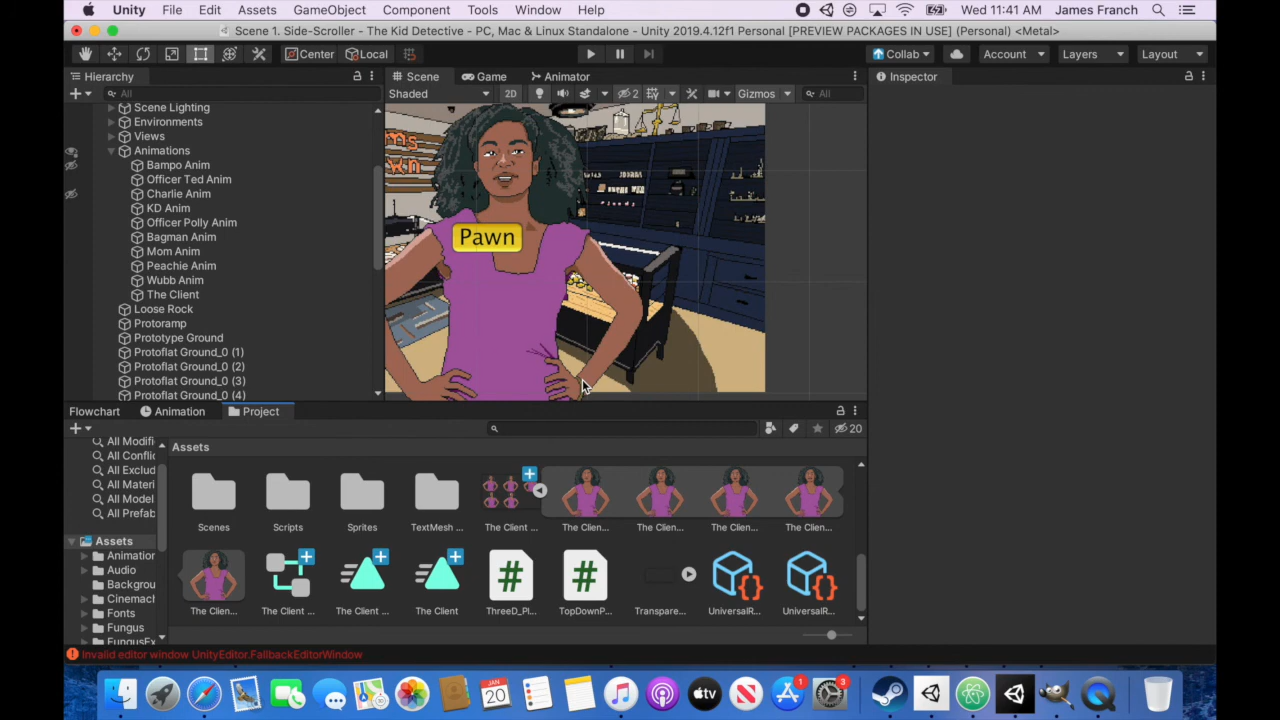 Unity File Edit Assets GameObject Component Tools Window Help Wed 11:41 AM James Franch
Scene 1. Side-Scroller - The Kid Detective - PC, Mac & Linux Standalone - Unity 2019.4.12f1 Personal [PREVIEW PACKAGES IN USE] (Personal) <Metal>
Center Local Collab Account Layers Layout
Hierarchy Scene Game Animator Inspector
All Shaded 2D 2 Gizmos All
Scene Lighting
Environments
Views
Animations
Bampo Anim
Officer Ted Anim
Charlie Anim
KD Anim
Officer Polly Anim
Bagman Anim
Mom Anim
Peachie Anim
Wubb Anim
The Client
Loose Rock
Protoramp
Prototype Ground
Protoflat Ground_0 (1)
Protoflat Ground_0 (2)
Protoflat Ground_0 (3)
Protoflat Ground_0 (4)
ms
wn
Pawn
Flowchart Animation Project
20
All Modifi
All Conflic
All Exclud
All Materi
All Model
All Prefab
Assets
Animation
Audio
Backgrou
Cinemach
Fonts
Fungus
FungusEx
Assets
Scenes Scripts Sprites TextMesh ... The Client ... The Clien... The Clien... The Clien... The Clien...
The Clien... The Client ... The Client ... The Client ThreeD_Pl... TopDownP... Transpare... UniversalR... UniversalR...
Invalid editor window UnityEditor.FallbackEditorWindow
JAN
20
tv
1
3